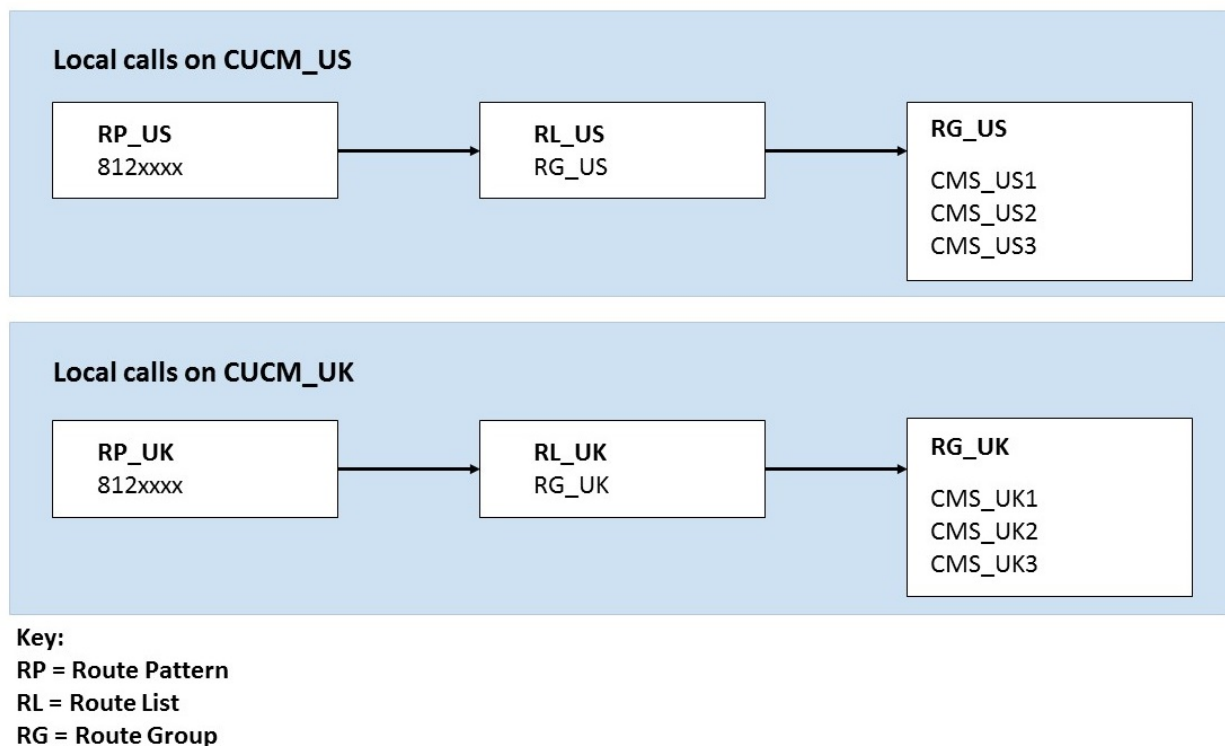 Local calls on CUCM_US
RP_US
812xxxx
RL_US
RG_US
RG_US
CMS_US1
CMS_US2
CMS_US3
Local calls on CUCM_UK
RP_UK
812xxxx
RL_UK
RG_UK
RG_UK
CMS_UK1
CMS_UK2
CMS_UK3
Key:
RP = Route Pattern
RL = Route List
RG = Route Group